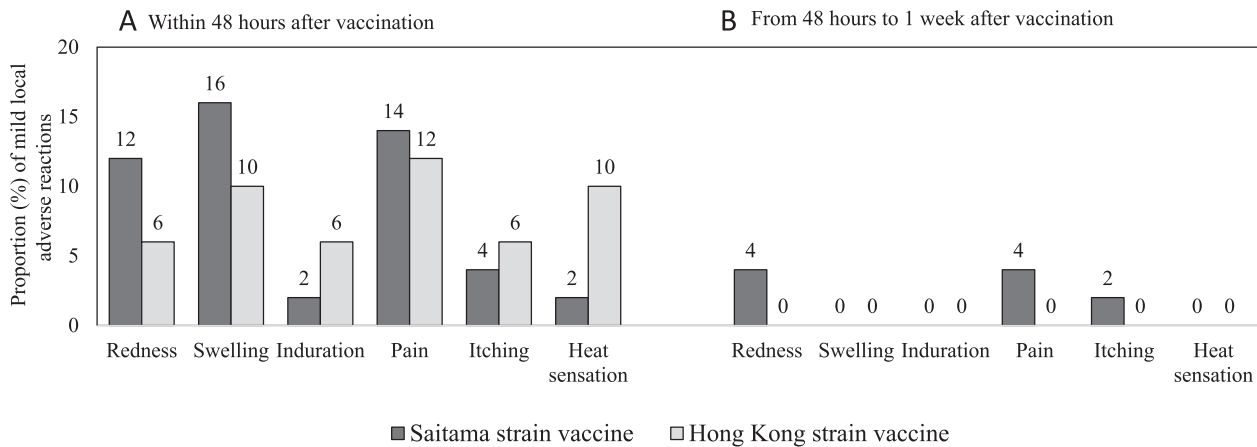 A Within 48 hours after vaccination
B From 48 hours to 1 week after vaccination
Proportion (%) of mild local
adverse reactions
20
15
10
5
0
12
6
16
10
2
6
14
12
4
6
2
10
4
0
0
0
0
0
4
0
2
0
0
0
Redness
Swelling
Induration
Pain
Itching
Heat
sensation
Redness
Swelling
Induration
Pain
Itching
Heat
sensation
Saitama strain vaccine
Hong Kong strain vaccine